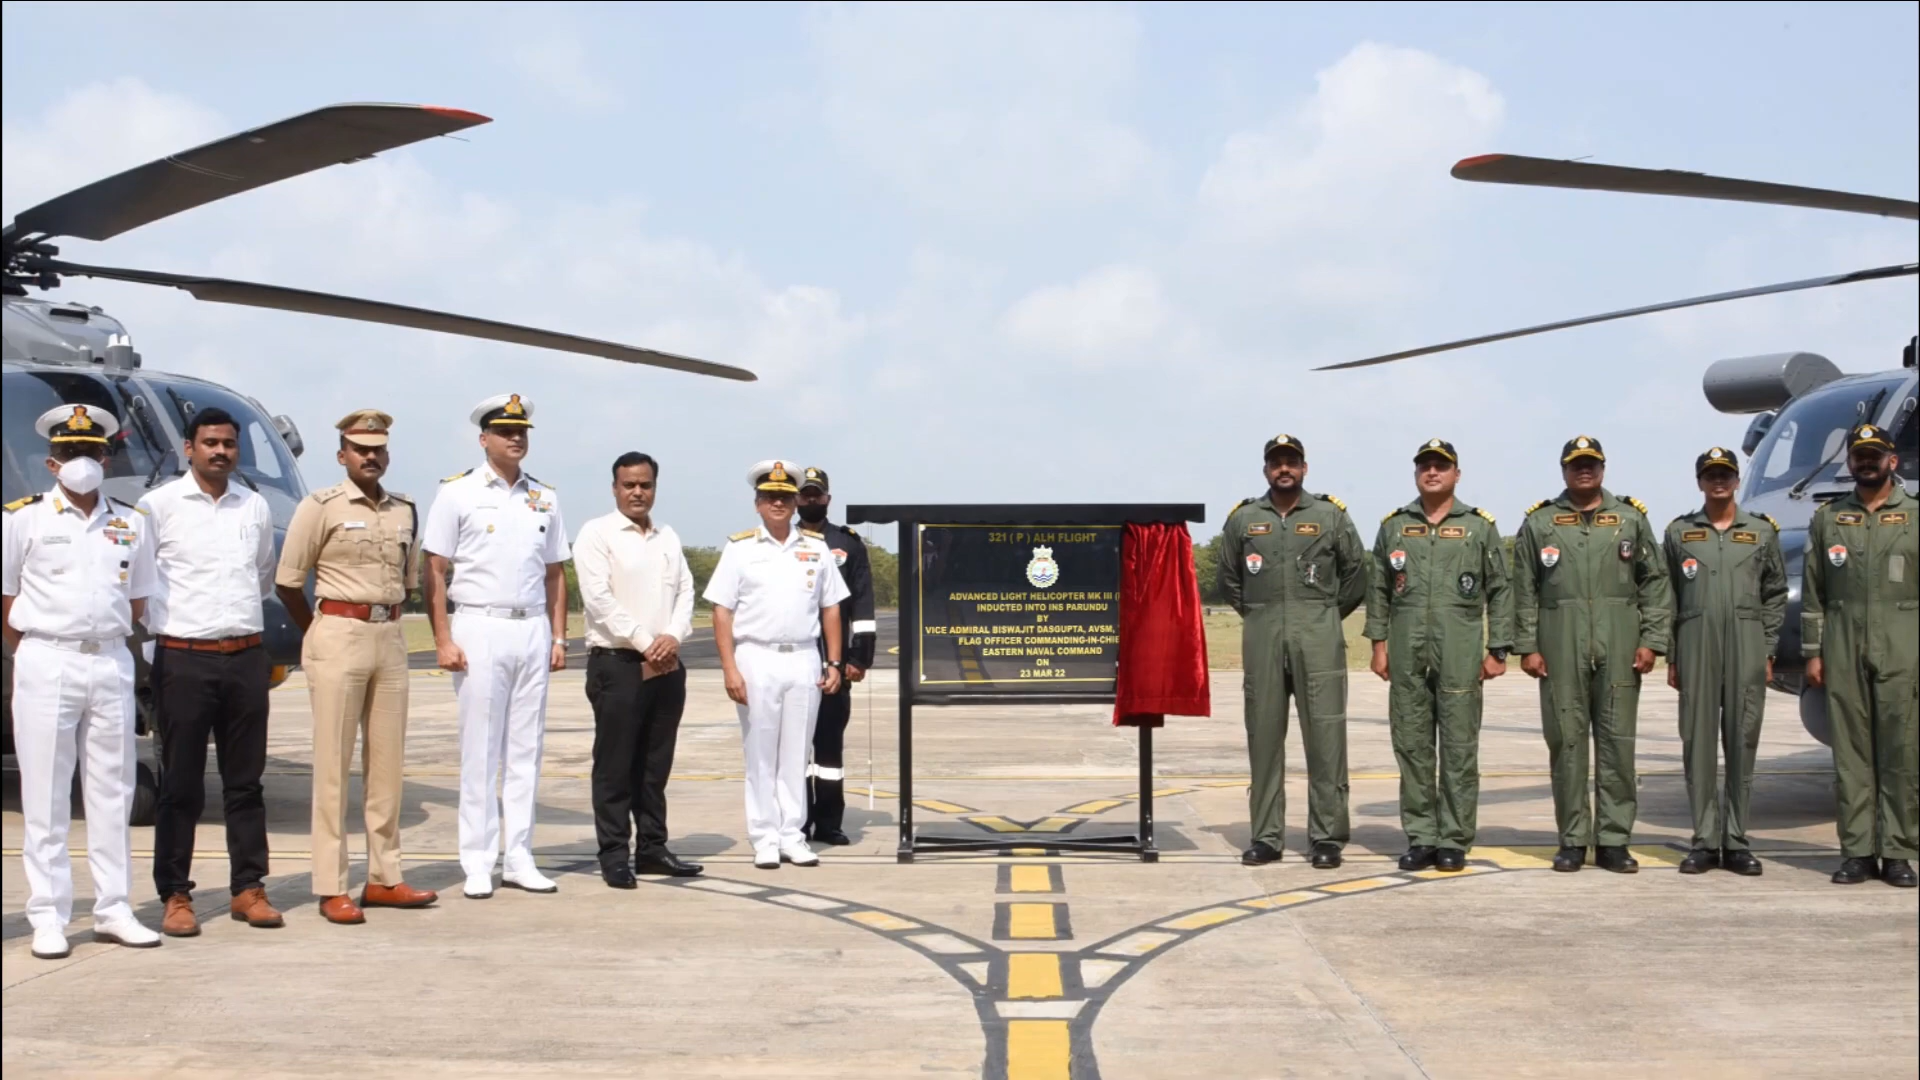 321 ( P ) ALH FLIGHT
ADVANCED LIGHT HELICOPTER MK III (
INDUCTED INTO INS PARUNDU
BY
VICE ADMIRAL BISWAJIT DASGUPTA, AVSM,
FLAG OFFICER COMMANDING-IN-CHIE
EASTERN NAVAL COMMAND
ON
23 MAR 22